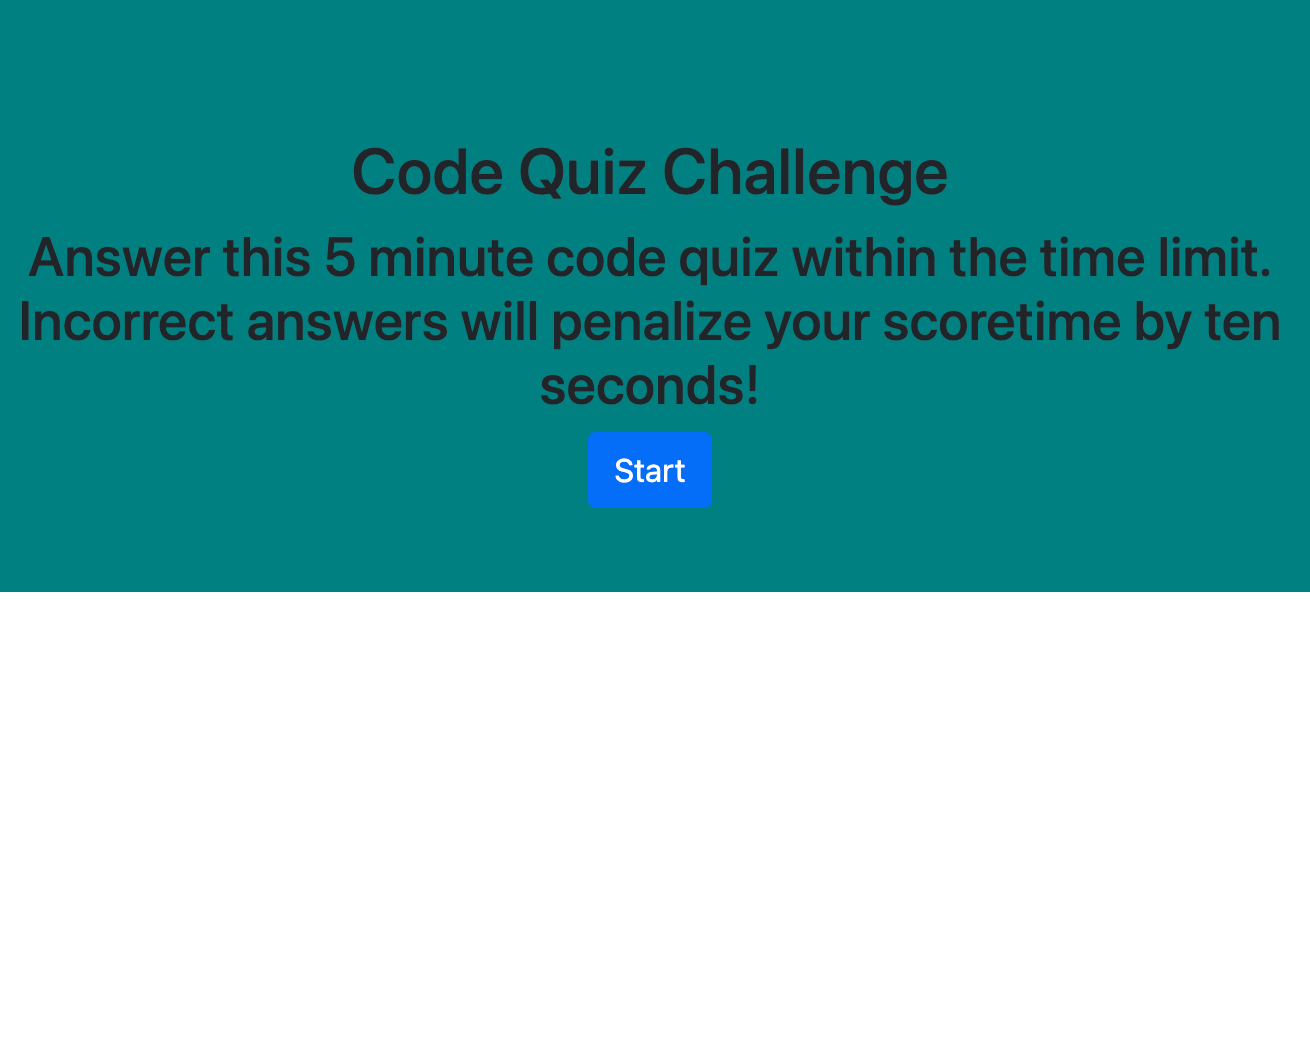 Code Quiz Challenge
Answer this 5 minute code quiz within the time limit.
Incorrect answers will penalize your scoretime by ten
seconds!
Start